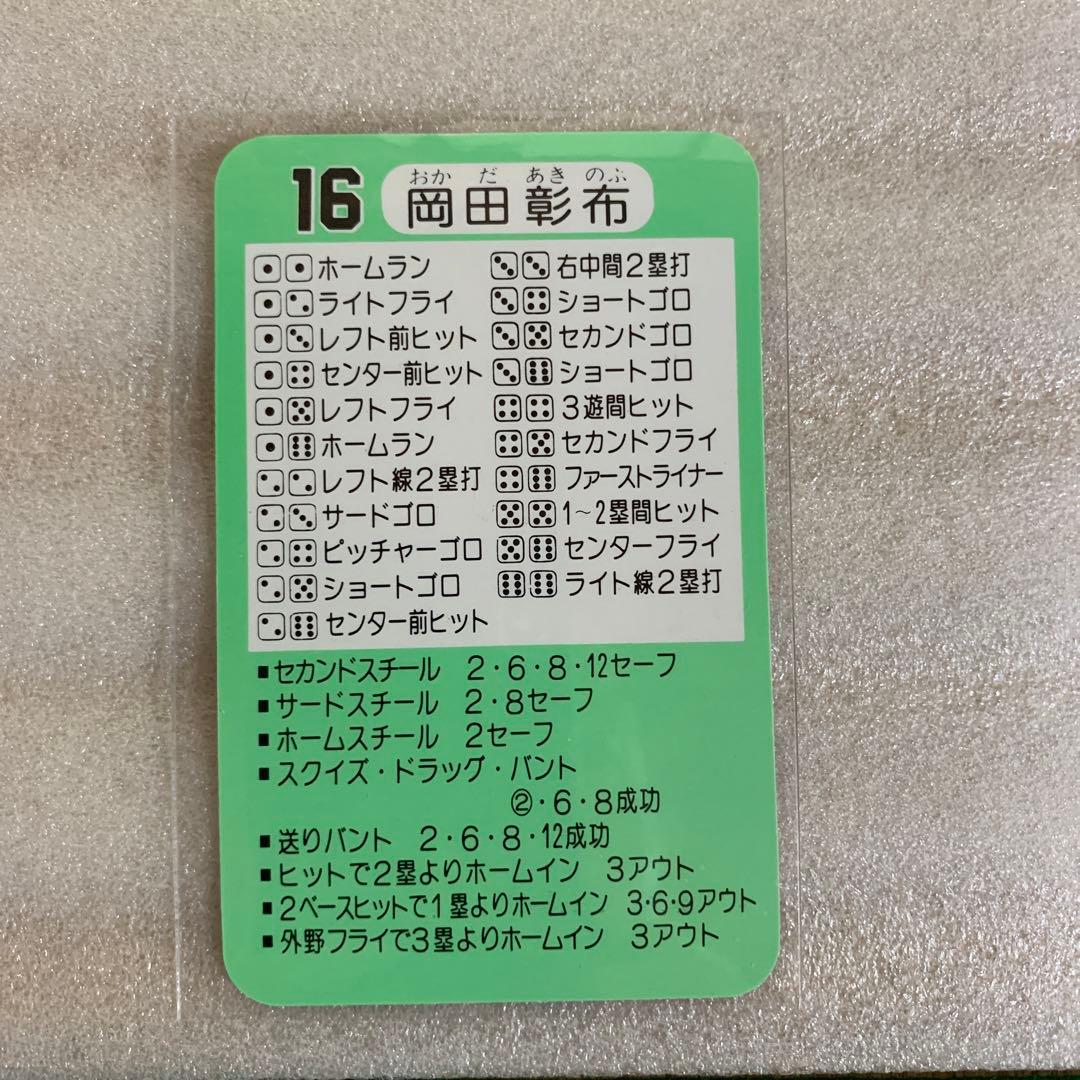 16 岡田彰布
おか だ あき のぶ
ホームラン
ライトフライ
レフト前ヒット
センター前ヒット
レフトフライ
ホームラン
レフト線2塁打
サードゴロ
ピッチャーゴロ
ショートゴロ
センター前ヒット
右中間2塁打
ショートゴロ
セカンドゴロ
ショートゴロ
3遊間ヒット
セカンドフライ
ファーストライナー
1〜2塁間ヒット
センターフライ
ライト線2塁打
■セカンドスチール 2・6・8・12セーフ
■サードスチール 2・8セーフ
■ホームスチール 2セーフ
■スクイズ・ドラッグ・バント
②・6・8成功
■送りバント 2・6・8・12成功
■ヒットで2塁よりホームイン 3アウト
■2ベースヒットで1塁よりホームイン 3・6・9アウト
■外野フライで3塁よりホームイン 3アウト